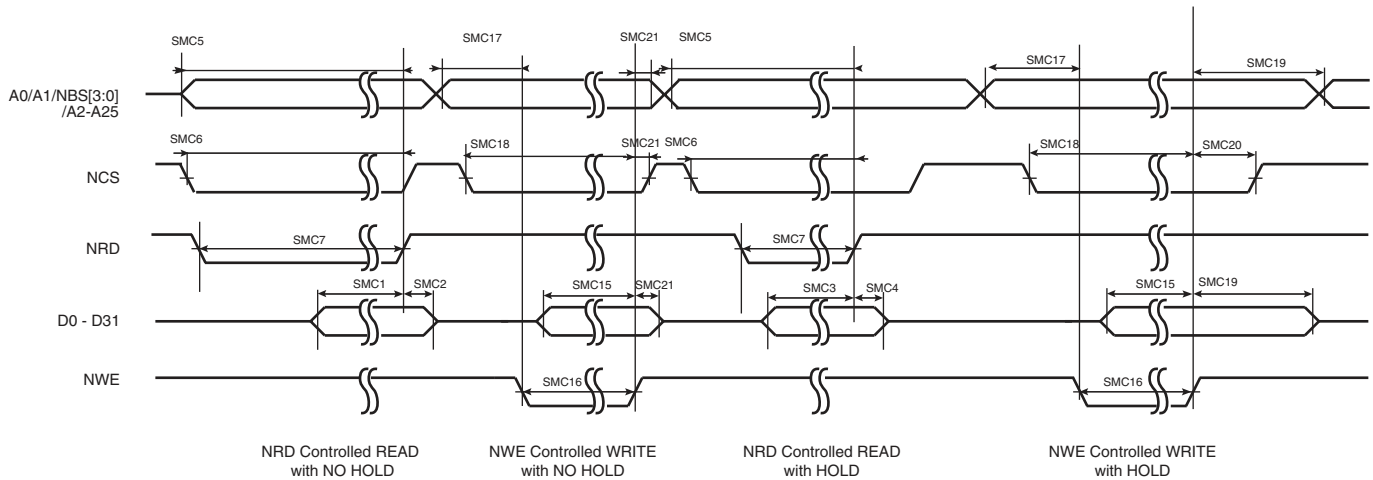 SMC5
SMC17
SMC21
SMC5
SMC17
SMC19
A0/A1/NBS[3:0]
/A2-A25
SMC6
SMC18
SMC21
SMC6
SMC18
SMC20
NCS
NRD
SMC7
SMC7
SMC1
SMC2
SMC15
SMC21
SMC3
SMC4
SMC15
SMC19
D0 - D31
NWE
SMC16
SMC16
NRD Controlled READ
with NO HOLD
NWE Controlled WRITE
with NO HOLD
NRD Controlled READ
with HOLD
NWE Controlled WRITE
with HOLD